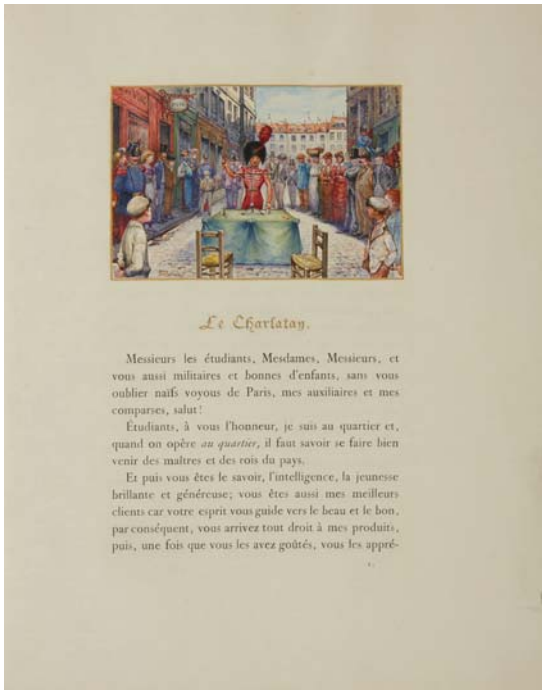 Le Charlatan.
Messieurs les étudiants, Mesdames, Messieurs, et
vous aussi militaires et bonnes d'enfants, sans vous
oublier naïfs voyous de Paris, mes auxiliaires et mes
comparses, salut!
Étudiants, à vous l'honneur, je suis au quartier et,
quand on opère au quartier, il faut savoir se faire bien
venir des maîtres et des rois du pays.
Et puis vous êtes le savoir, l'intelligence, la jeunesse
brillante et généreuse; vous êtes aussi mes meilleurs
clients car votre esprit vous guide vers le beau et le bon,
par conséquent, vous arrivez tout droit à mes produits,
puis, une fois que vous les avez goûtés, vous les appré-